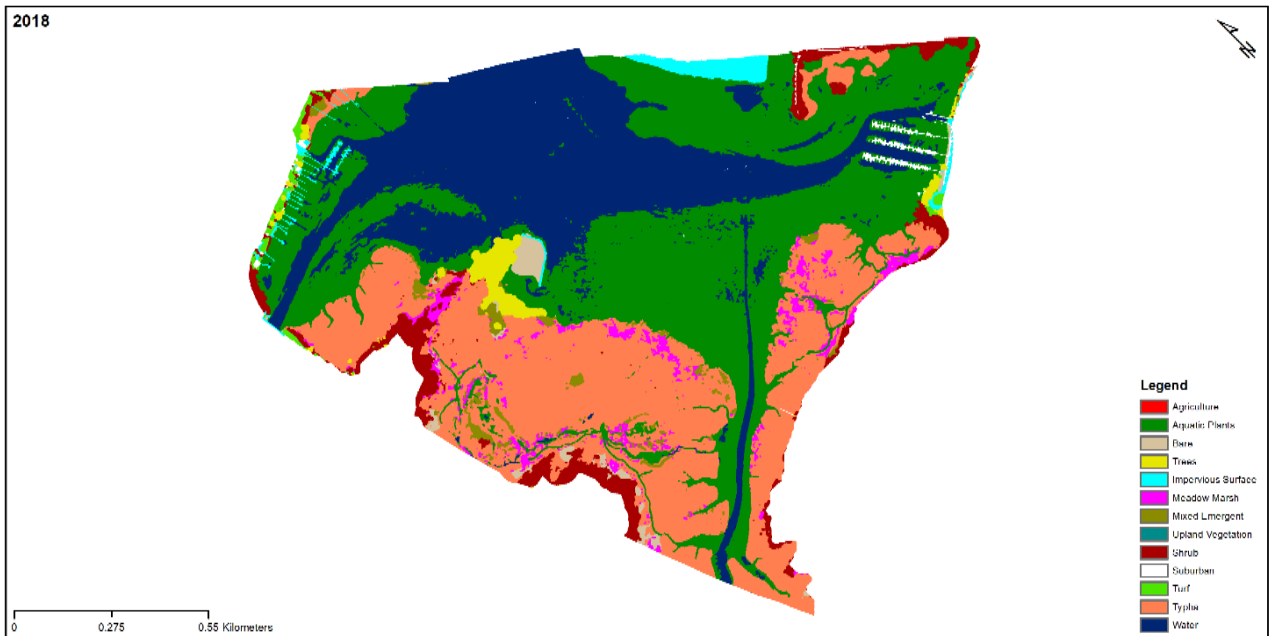 2018
N
Legend
Agriculture
Aquatic Plants
Bare
Trees
Impervious Surface
Meadow Marsh
Mixed Emergent
Upland Vegetation
Shrub
Suburban
Turf
Typha
Water
0 0.275 0.55 Kilometers